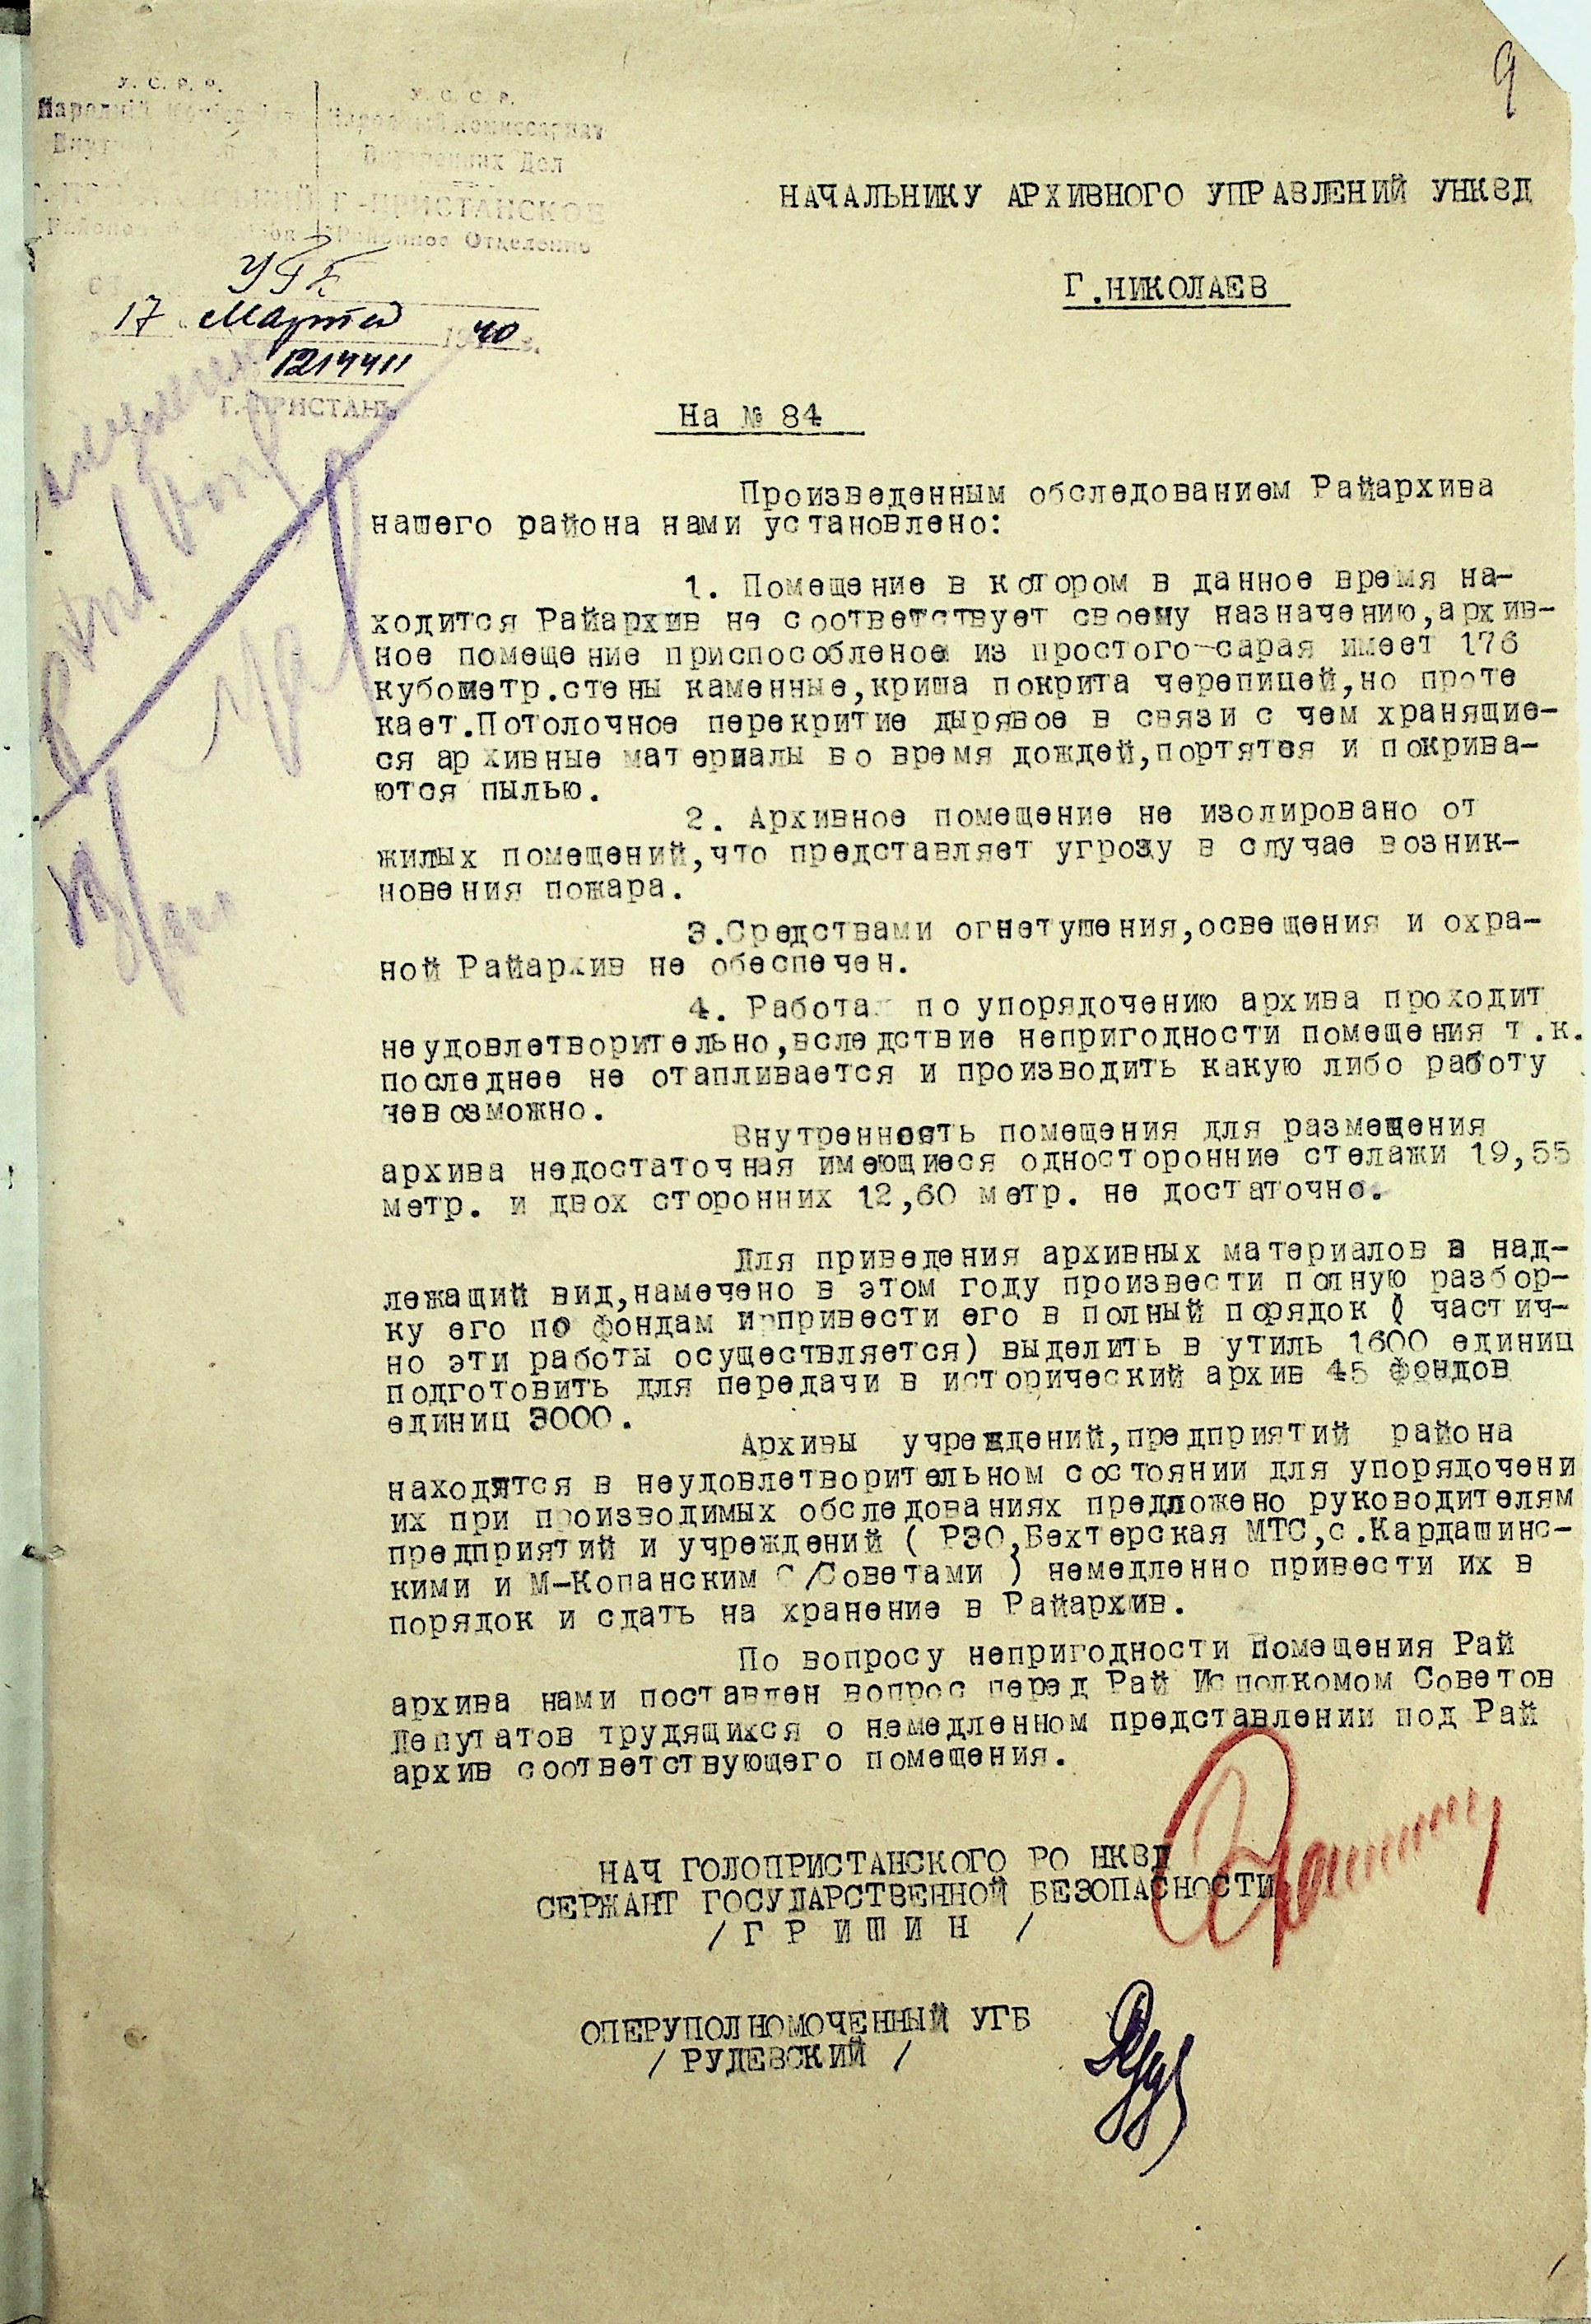 9
У. С. Р. Р.
Народній
У. С. С. Р.
Народный Комиссариат
Внутренних Дел
Г.-ПРИСТАНСКОЕ
Районное Отделение
УГБ
17 Марта 1940 г.
1214411
Г. ПРИСТАНЬ
НАЧАЛЬНИКУ АРХИВНОГО УПРАВЛЕНИЙ УНКВД
Г.НИКОЛАЕВ
На № 84
Произведенным обследованием Райархива
нашего района нами установлено:
1. Помещение в котором в данное время на-
ходится Райархив не соответствует своему назначению,архив-
ное помещение приспособленое из простого-сарая имеет 176
кубометр.стены каменные,криша покрита черепицей,но проте
кает.Потолочное перекритие дырявое в связи с чем хранящие-
ся архивные материалы во время дождей,портятся и покрива-
ются пылью.
2. Архивное помещение не изолировано от
жилых помещений,что представляет угрозу в случае возник-
новения пожара.
3.Средствами огнетушения,освещения и охра-
ной Райархив не обеспечен.
4. Работа по упорядочению архива проходит
неудовлетворительно,вследствие непригодности помещения т.к.
последнее не отапливается и производить какую либо работу
невозможно.
Внутренность помещения для размещения
архива недостаточная имеющиеся односторонние стелажи 19,55
метр. и двох сторонних 12,60 метр. не достаточно.
Для приведения архивных материалов в над-
лежащий вид,намечено в этом году произвести полную разбор-
ку его по фондам и привести его в полный порядок ( частич-
но эти работы осуществляется) выделить в утиль 1600 единиц
подготовить для передачи в исторический архив 45 фондов
единиц 3000.
Архивы учреждений,предприятий района
находятся в неудовлетворительном состоянии для упорядочени
их при производимых обследованиях предложено руководителям
предприятий и учреждений ( РЗО,Бехтерская МТС,с.Кардашинс-
кими и М-Копанским С/Советами ) немедленно привести их в
порядок и сдать на хранение в Райархив.
По вопросу непригодности помещения Рай
архива нами поставлен вопрос перед Рай Исполкомом Советов
Депутатов трудящихся о немедленном представлении под Рай
архив соответствующего помещения.
НАЧ ГОЛОПРИСТАНСКОГО РО НКВД
СЕРЖАНТ ГОСУДАРСТВЕННОЙ БЕЗОПАСНОСТИ
/ Г Р И Ш И Н /
ОПЕРУПОЛНОМОЧЕННЫЙ УГБ
/ РУДЕВСКИЙ /